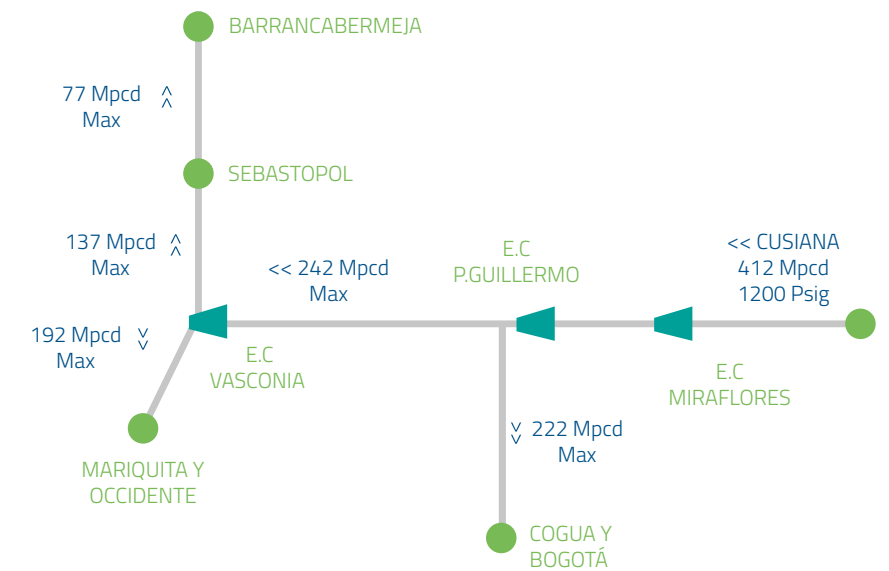 BARRANCABERMEJA
77 Mpcd
Max
SEBASTOPOL
137 Mpcd
Max
<< 242 Mpcd
Max
E.C
P.GUILLERMO
<< CUSIANA
412 Mpcd
1200 Psig
192 Mpcd
Max
E.C
VASCONIA
E.C
MIRAFLORES
222 Mpcd
Max
MARIQUITA Y
OCCIDENTE
COGUA Y
BOGOTÁ